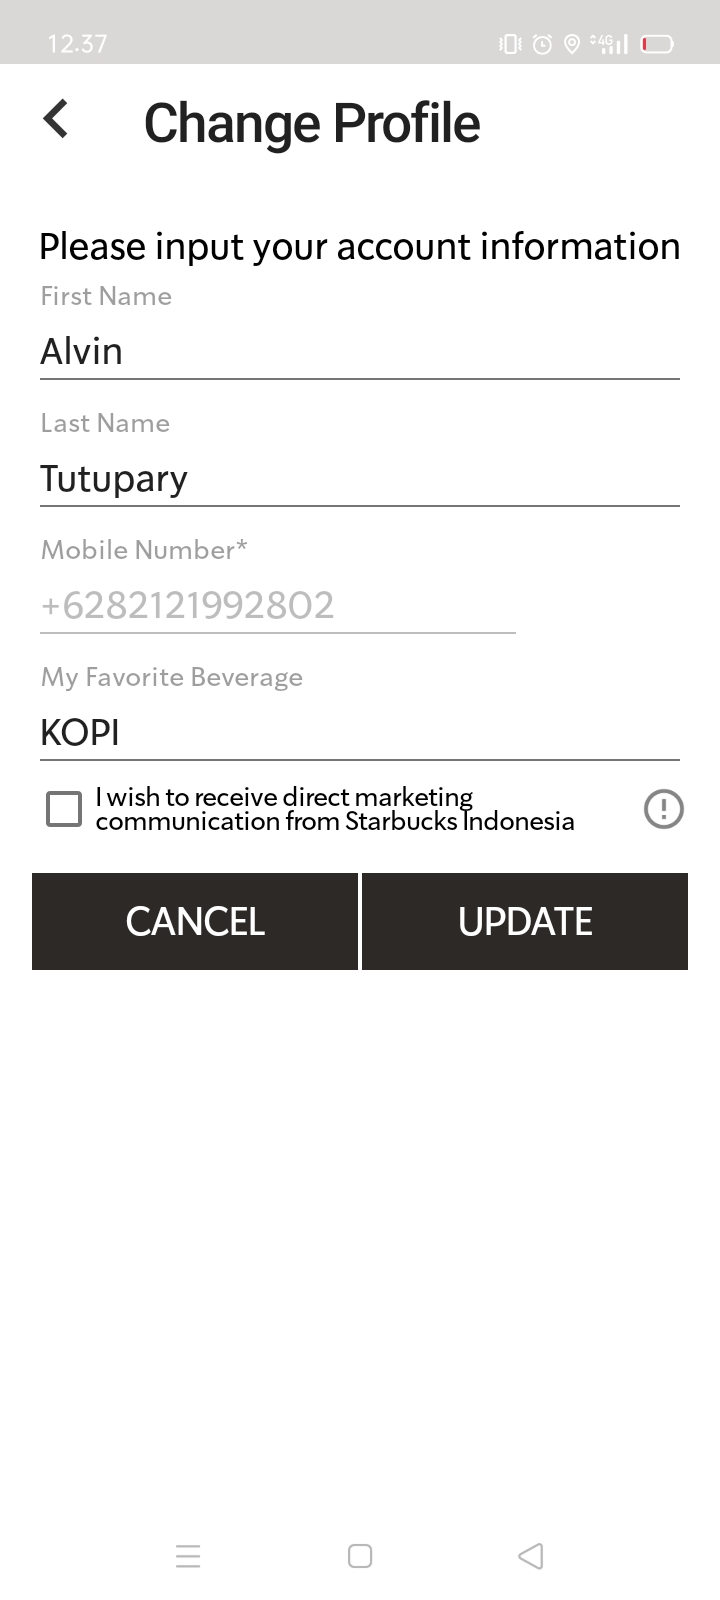 12.37
4G
Change Profile
Please input your account information
First Name
Alvin
Last Name
Tutupary
Mobile Number*
+6282121992802
My Favorite Beverage
KOPI
I wish to receive direct marketing
communication from Starbucks Indonesia
CANCEL
UPDATE